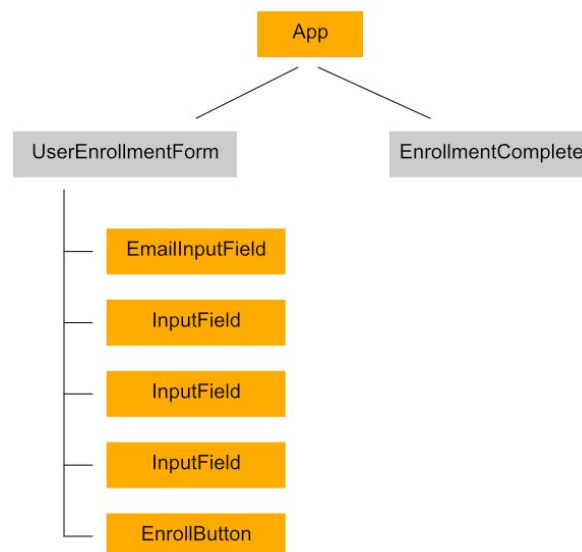 App
UserEnrollmentForm
EnrollmentComplete
EmailInputField
InputField
InputField
InputField
EnrollButton